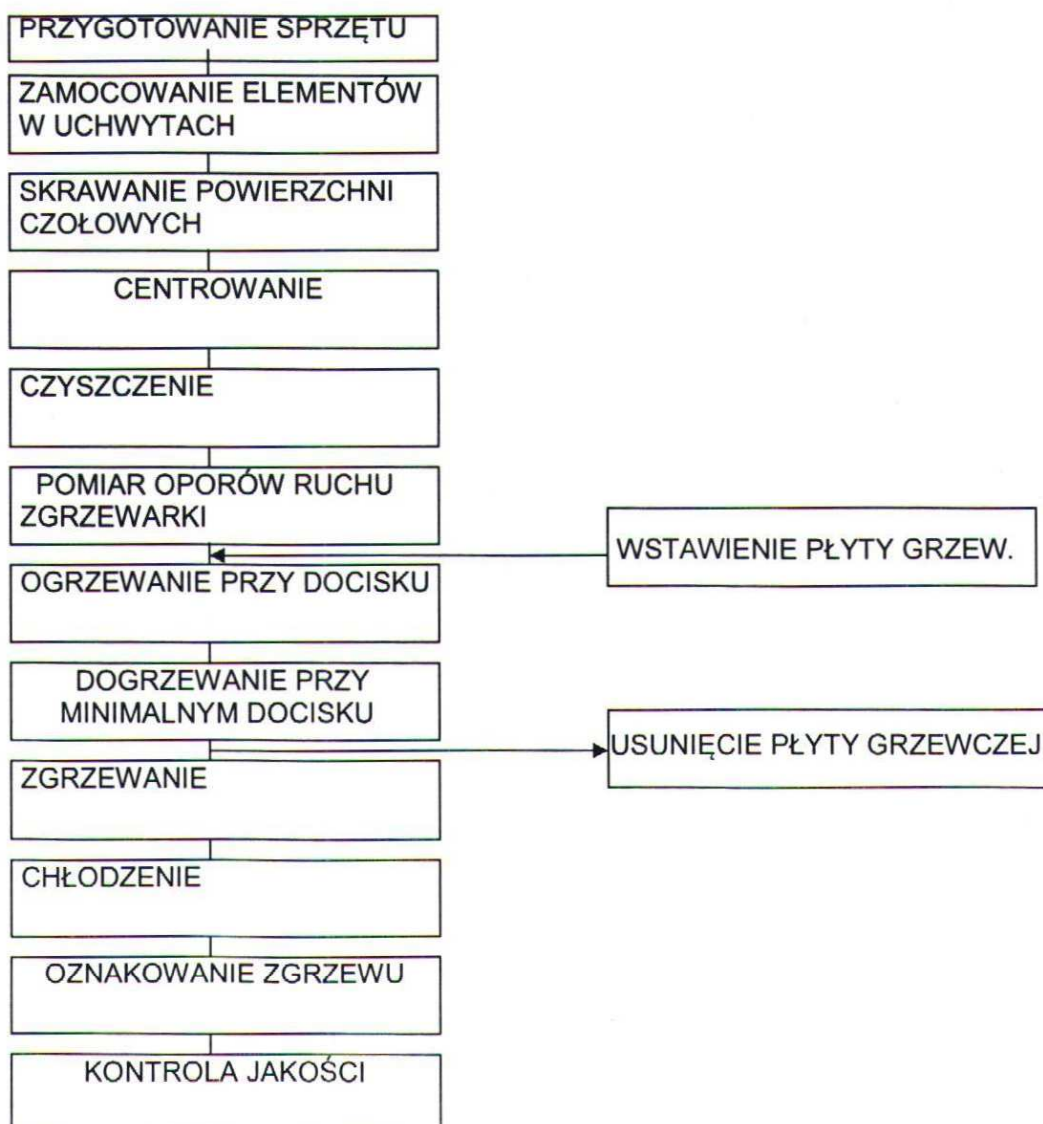 PRZYGOTOWANIE SPRZĘTU
ZAMOCOWANIE ELEMENTÓW
W UCHWYTACH
SKRAWANIE POWIERZCHNI
CZOŁOWYCH
CENTROWANIE
CZYSZCZENIE
POMIAR OPORÓW RUCHU
ZGRZEWARKI
WSTAWIENIE PŁYTY GRZEW.
OGRZEWANIE PRZY DOCISKU
DOGRZEWANIE PRZY
MINIMALNYM DOCISKU
USUNIĘCIE PŁYTY GRZEWCZEJ
ZGRZEWANIE
CHŁODZENIE
OZNAKOWANIE ZGRZEWU
KONTROLA JAKOŚCI